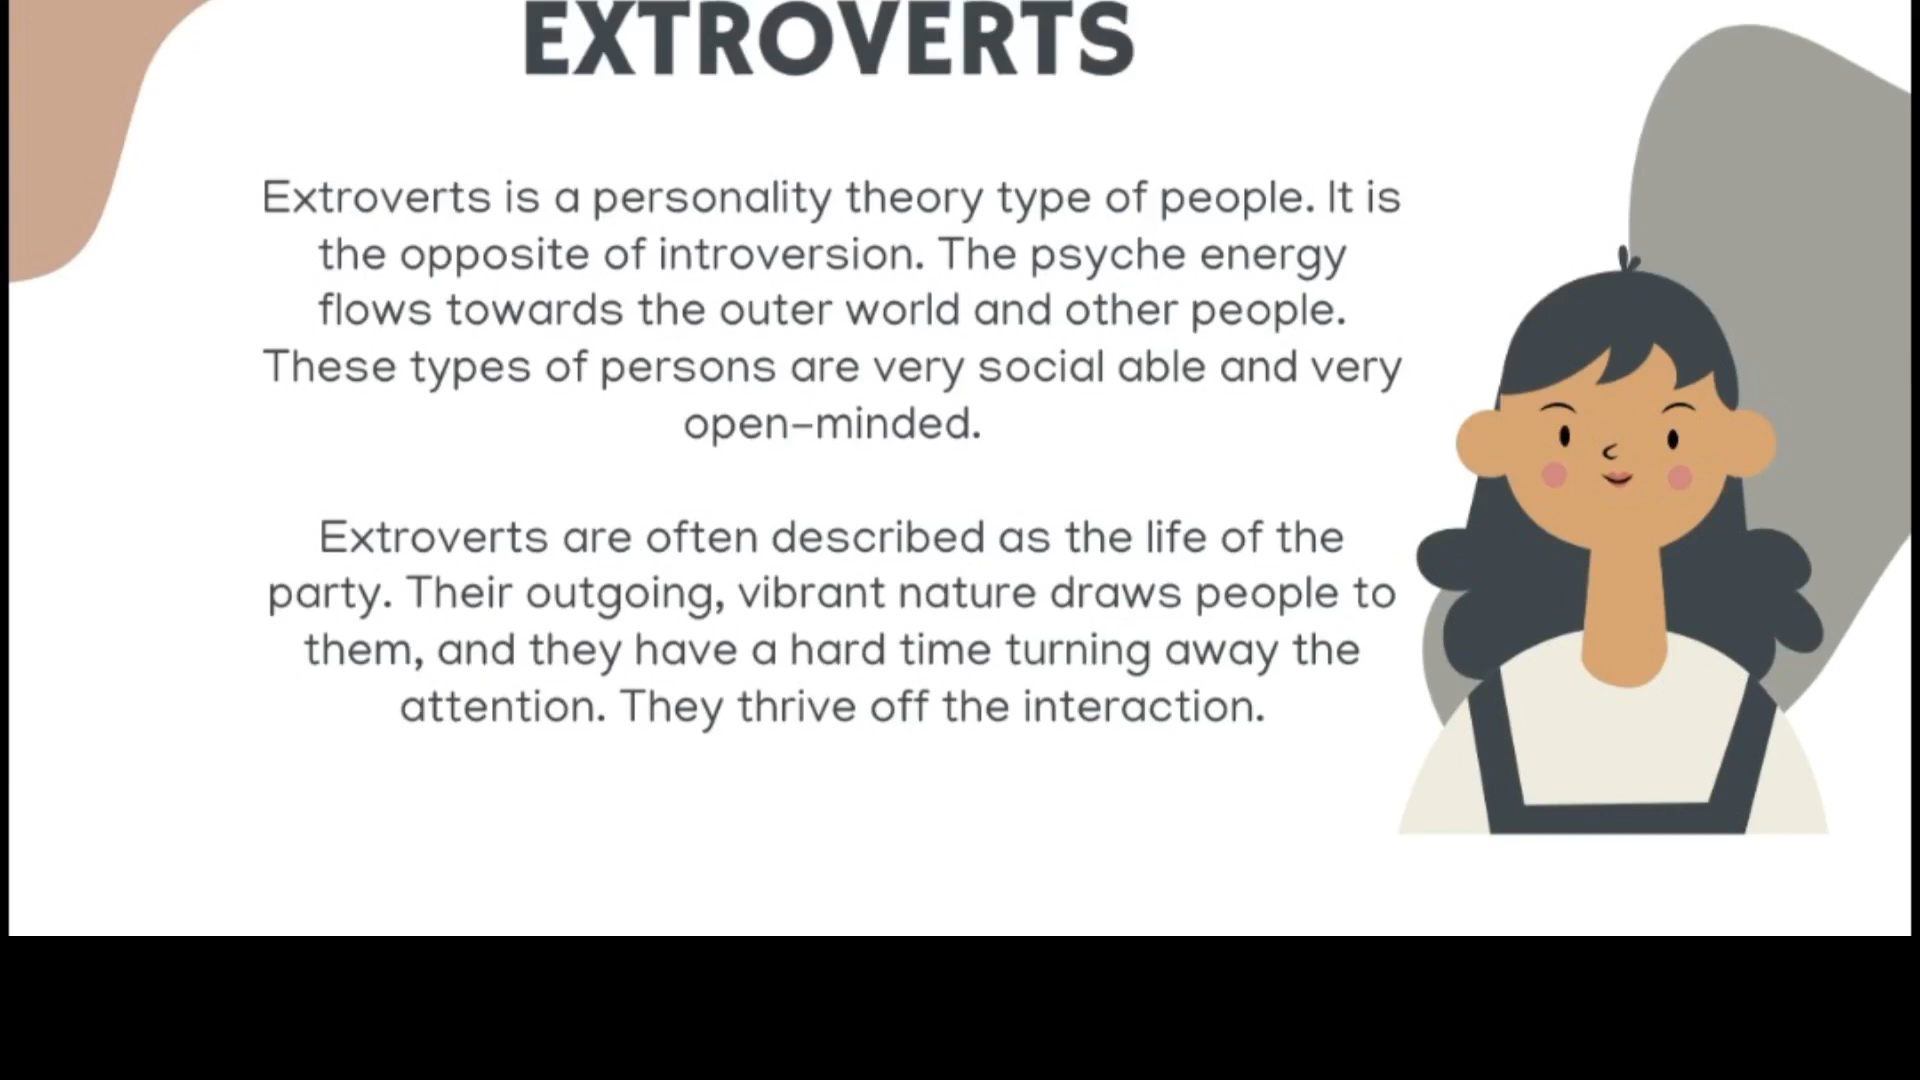 EXTROVERTS
Extroverts is a personality theory type of people. It is
the opposite of introversion. The psyche energy
flows towards the outer world and other people.
These types of persons are very social able and very
open-minded.
Extroverts are often described as the life of the
party. Their outgoing, vibrant nature draws people to
them, and they have a hard time turning away the
attention. They thrive off the interaction.